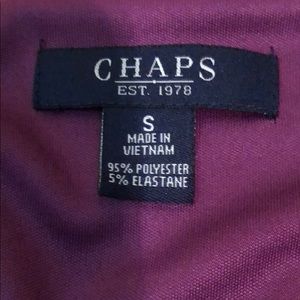 CHAPS
EST. 1978
S
MADE IN
VIETNAM
95% POLYESTER
5% ELASTANE